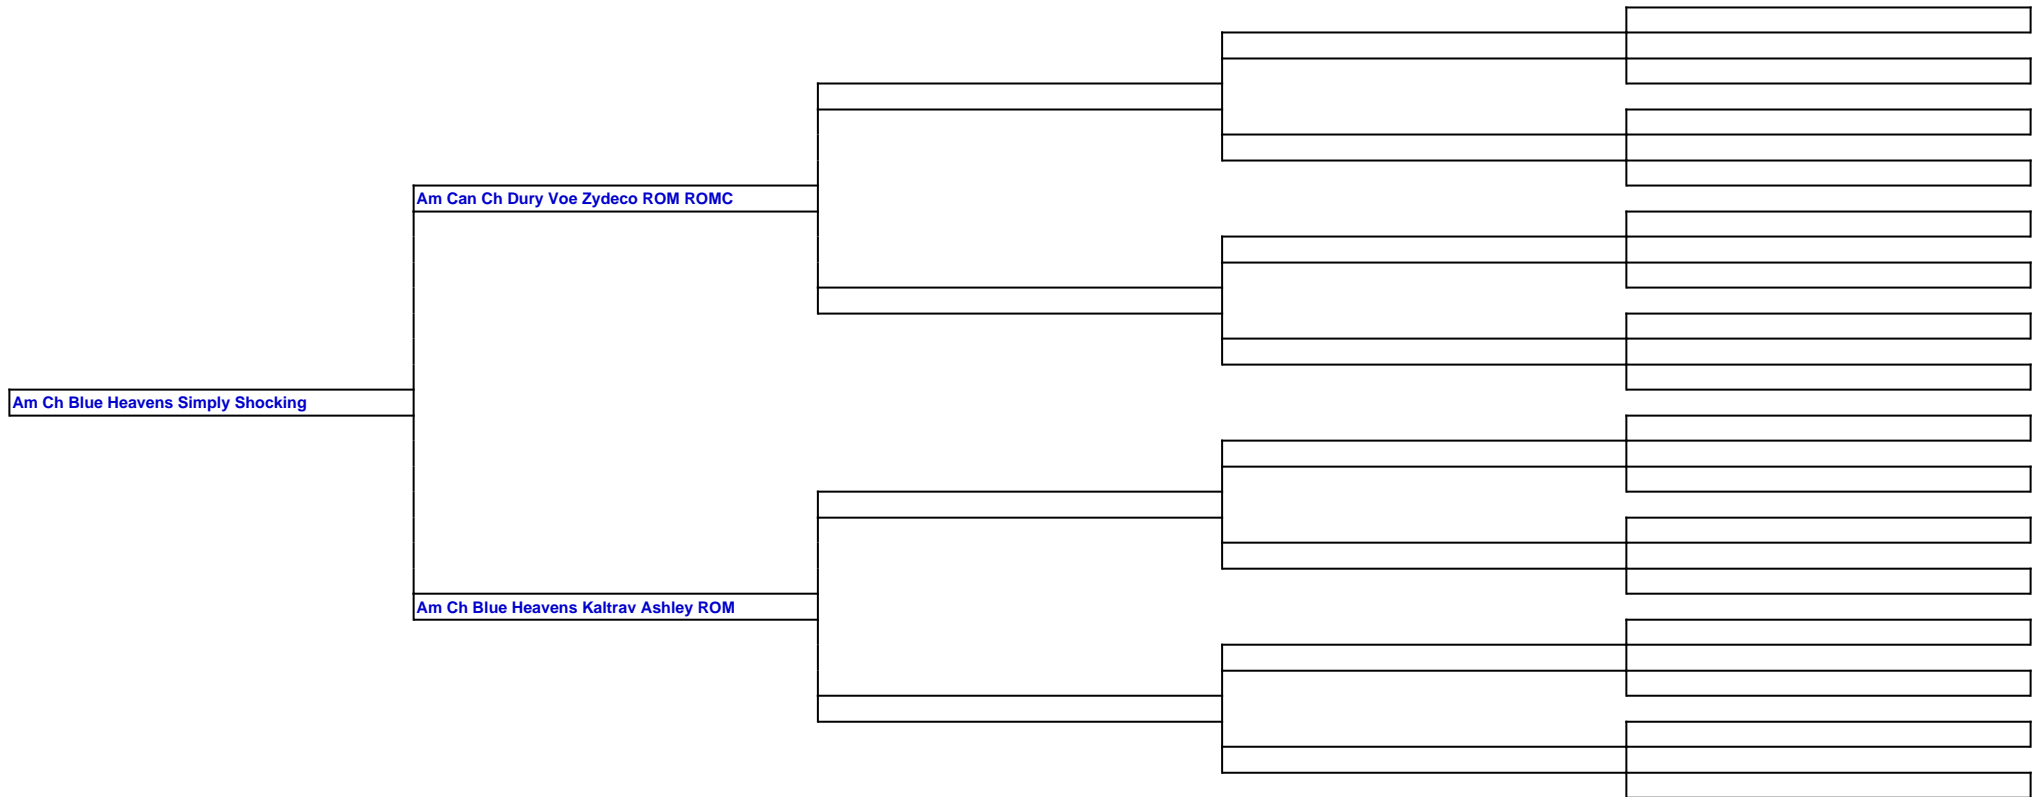 Am Can Ch Dury Voe Zydeco ROM ROMC
Am Ch Blue Heavens Simply Shocking
Am Ch Blue Heavens Kaltrav Ashley ROM